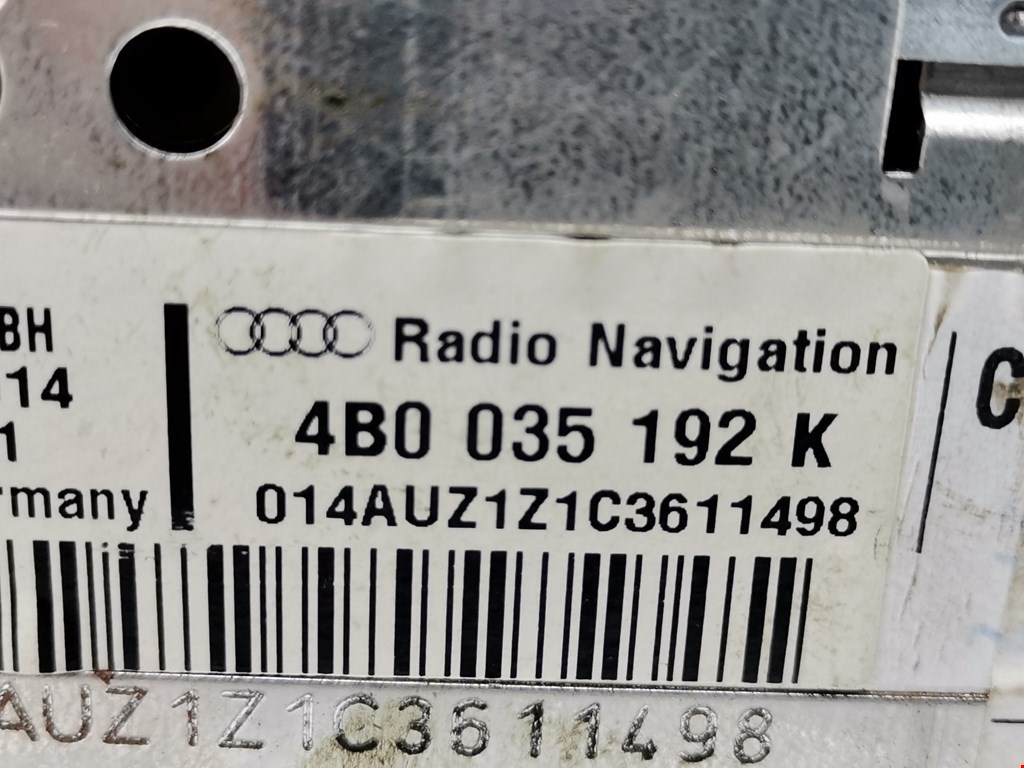 BH
14
1
rmany
Radio Navigation
4B0 035 192 K
014AUZ1Z1C3611498
C
AUZ1Z1C3611498